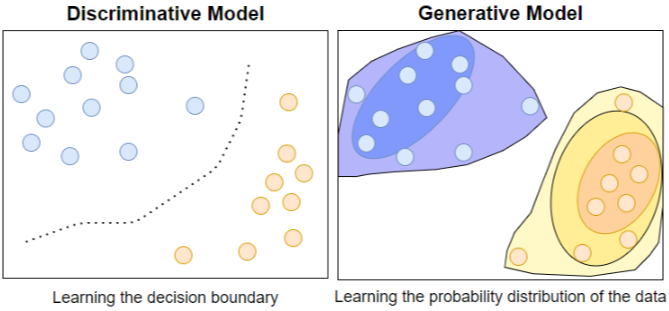 Discriminative Model
Generative Model
Learning the decision boundary
Learning the probability distribution of the data